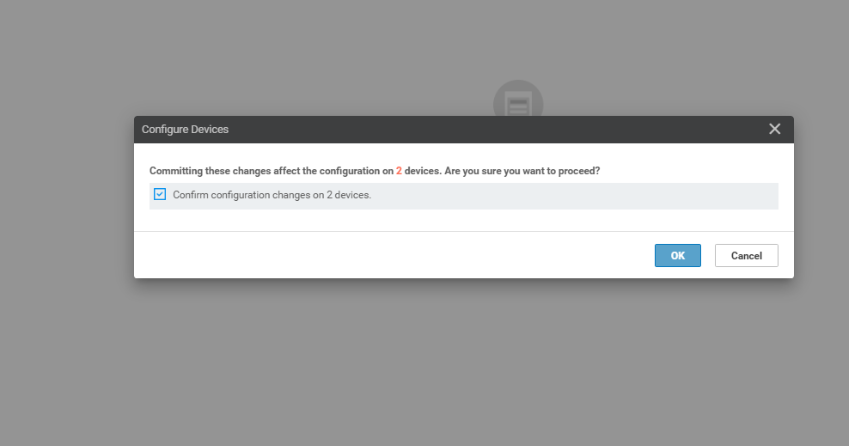 Configure Devices
Committing these changes affect the configuration on 2 devices. Are you sure you want to proceed?
Confirm configuration changes on 2 devices.
OK Cancel